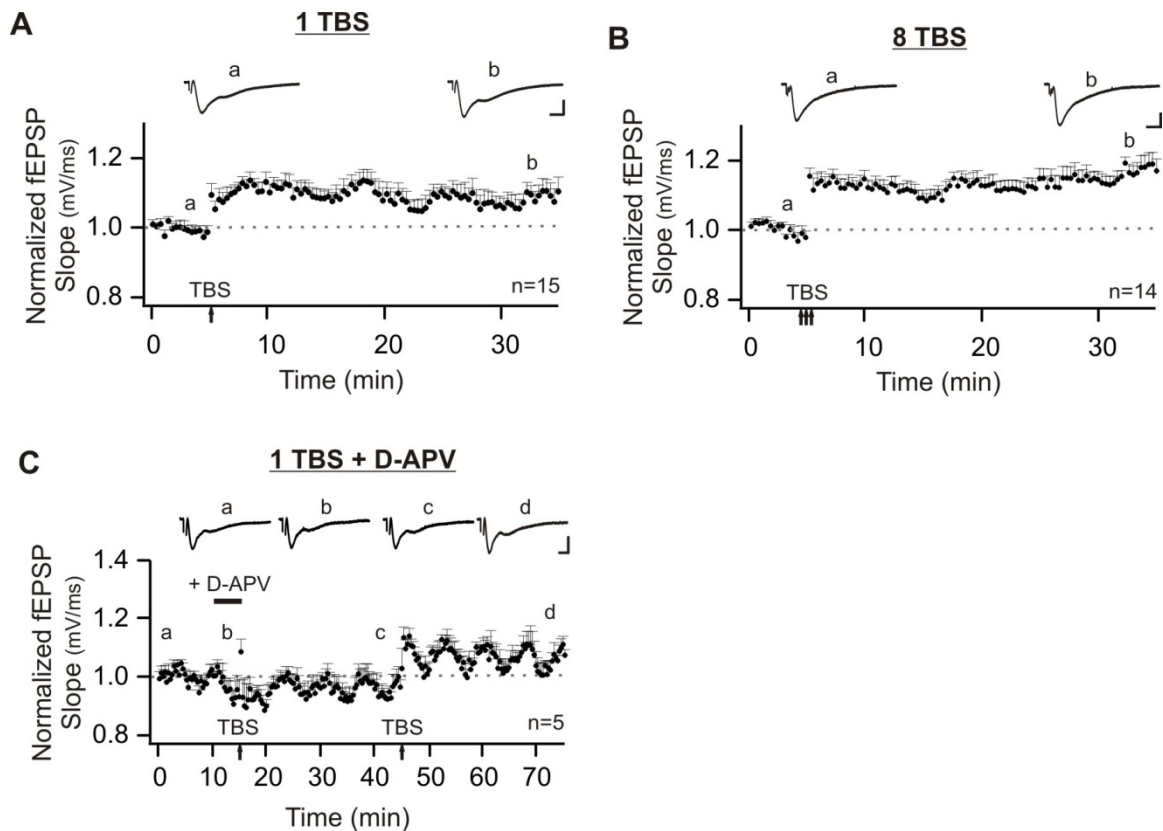 A
1 TBS
a
b
Normalized fEPSP
Slope (mV/ms)
1.2
1.0
0.8
a
b
TBS
n=15
0 10 20 30
Time (min)
B
8 TBS
a
b
Normalized fEPSP
Slope (mV/ms)
1.2
1.0
0.8
a
b
TBS
n=14
0 10 20 30
Time (min)
C
1 TBS + D-APV
a b c d
Normalized fEPSP
Slope (mV/ms)
1.4
1.2
1.0
0.8
+ D-APV
a b c d
TBS TBS n=5
0 10 20 30 40 50 60 70
Time (min)